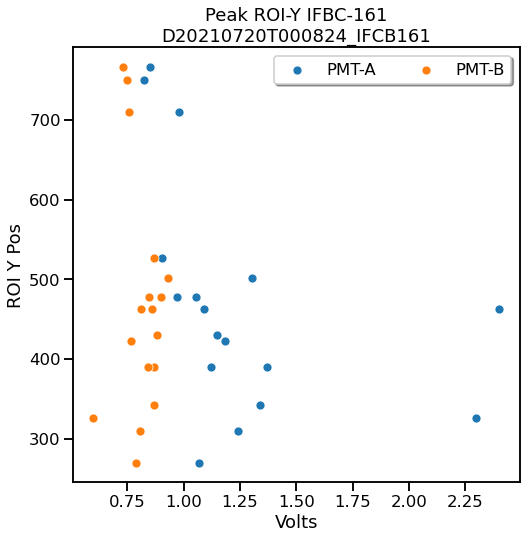 Peak ROI-Y IFBC-161
D20210720T000824_IFCB161
PMT-A PMT-B
ROI Y Pos
700
600
500
400
300
0.75 1.00 1.25 1.50 1.75 2.00 2.25
Volts